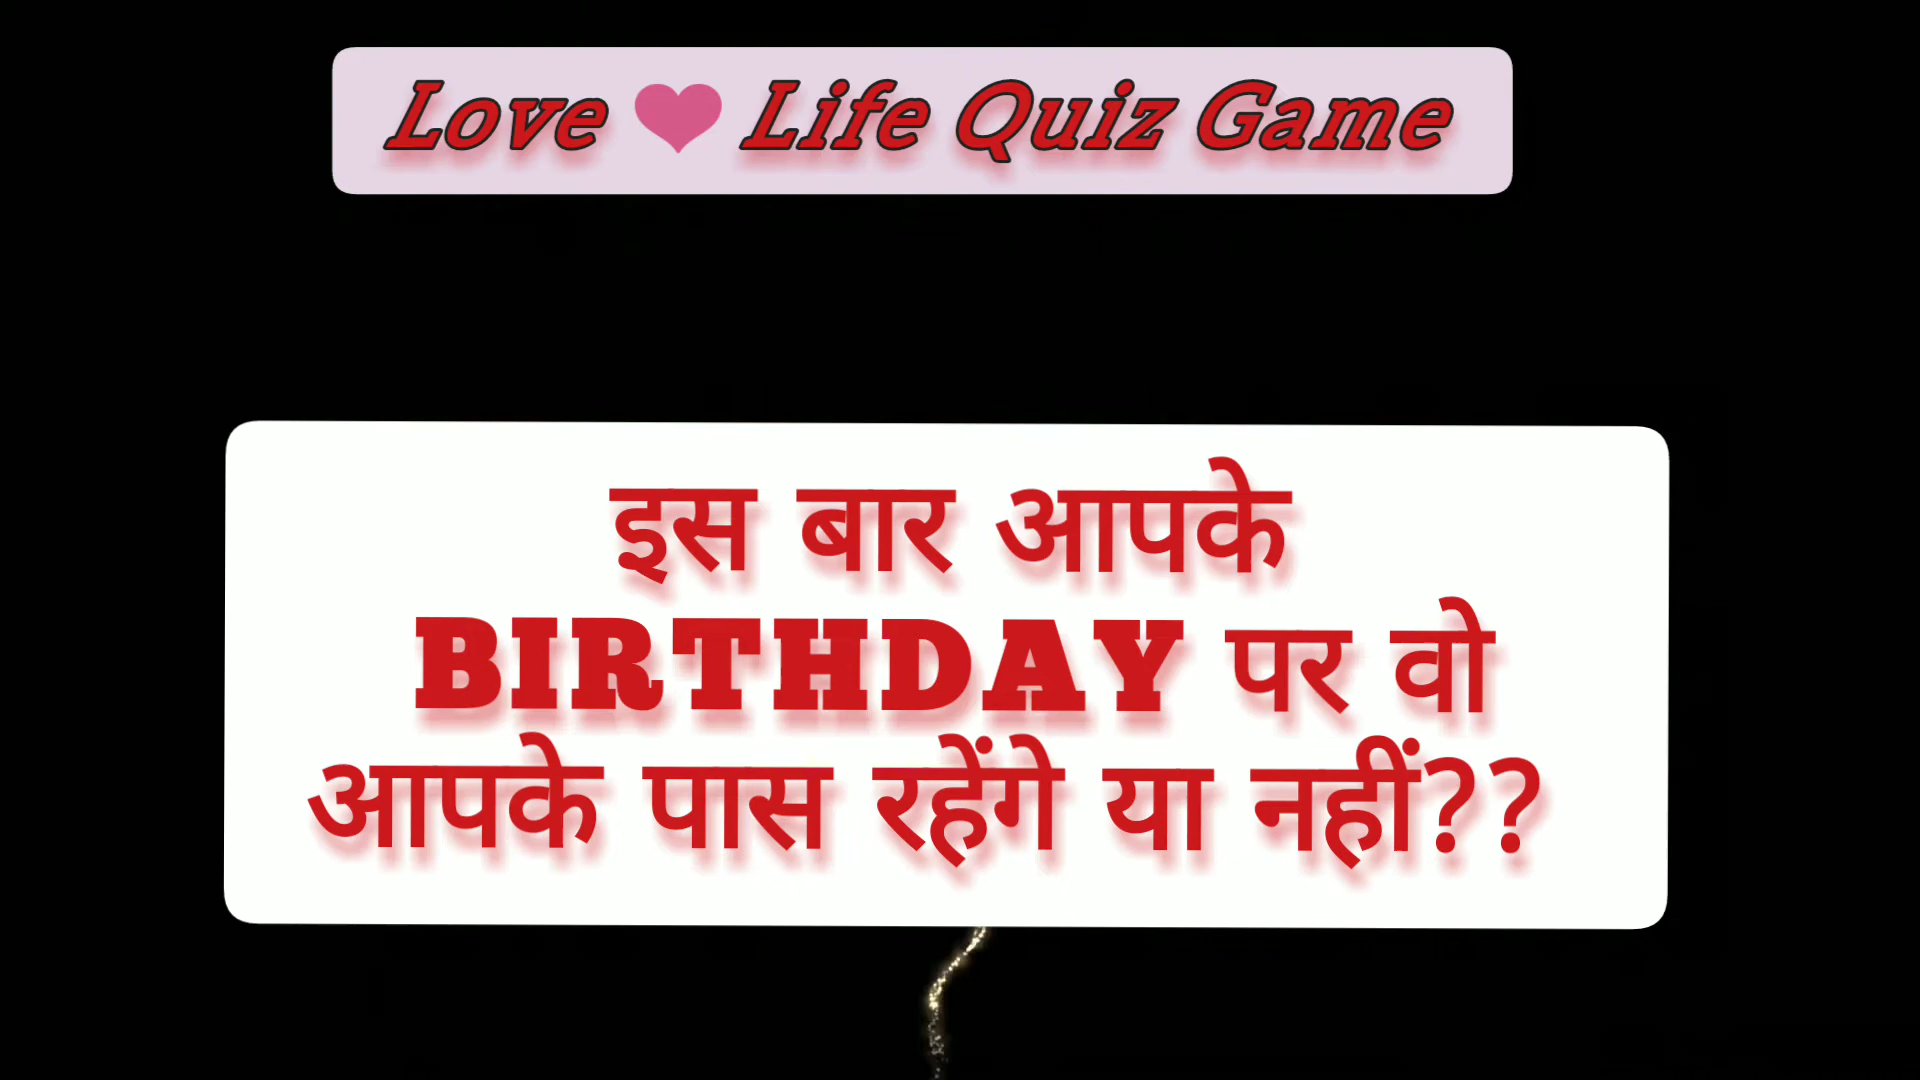 Love ❤ Life Quiz Game
इस बार आपके
BIRTHDAY पर वो
आपके पास रहेंगे या नहीं??